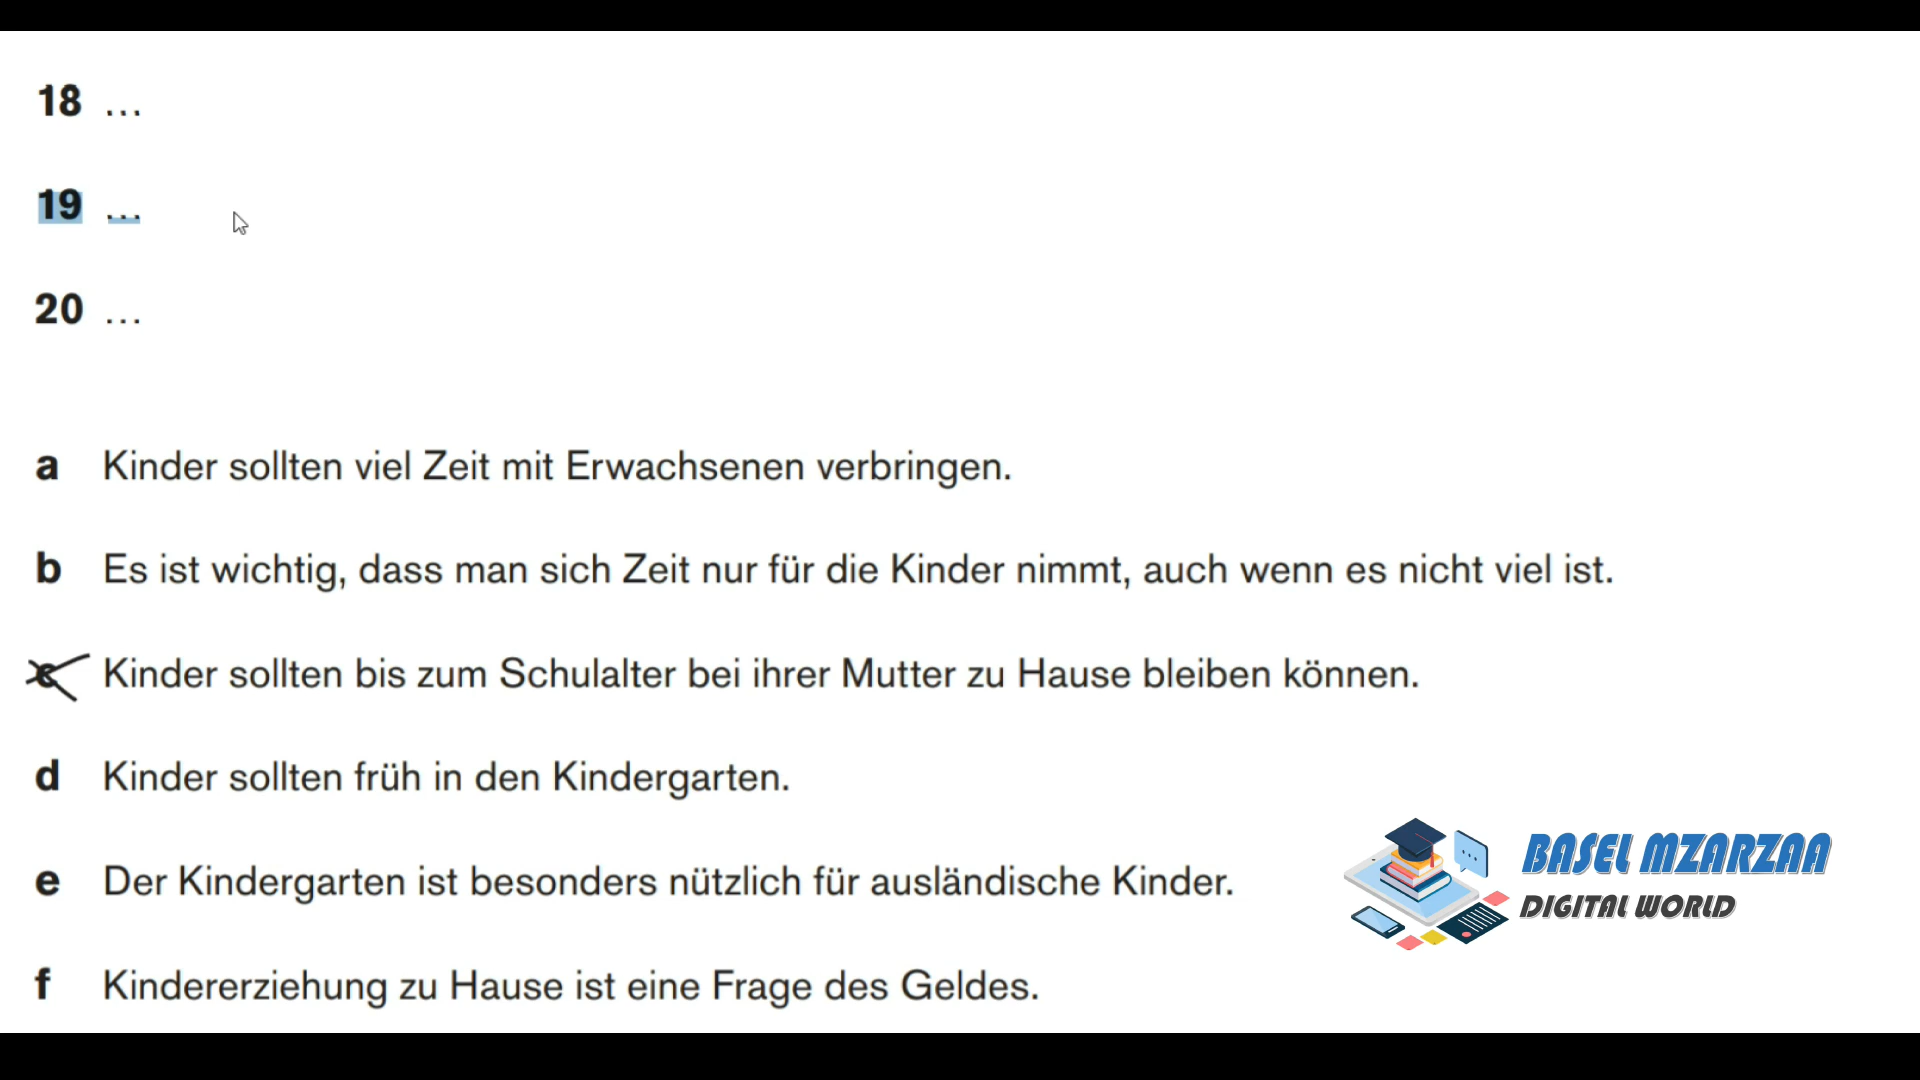 18 ...
19 ...
20 ...
a Kinder sollten viel Zeit mit Erwachsenen verbringen.
b Es ist wichtig, dass man sich Zeit nur für die Kinder nimmt, auch wenn es nicht viel ist.
c Kinder sollten bis zum Schulalter bei ihrer Mutter zu Hause bleiben können.
d Kinder sollten früh in den Kindergarten.
e Der Kindergarten ist besonders nützlich für ausländische Kinder.
BASEL MZARZAA
DIGITAL WORLD
f Kindererziehung zu Hause ist eine Frage des Geldes.